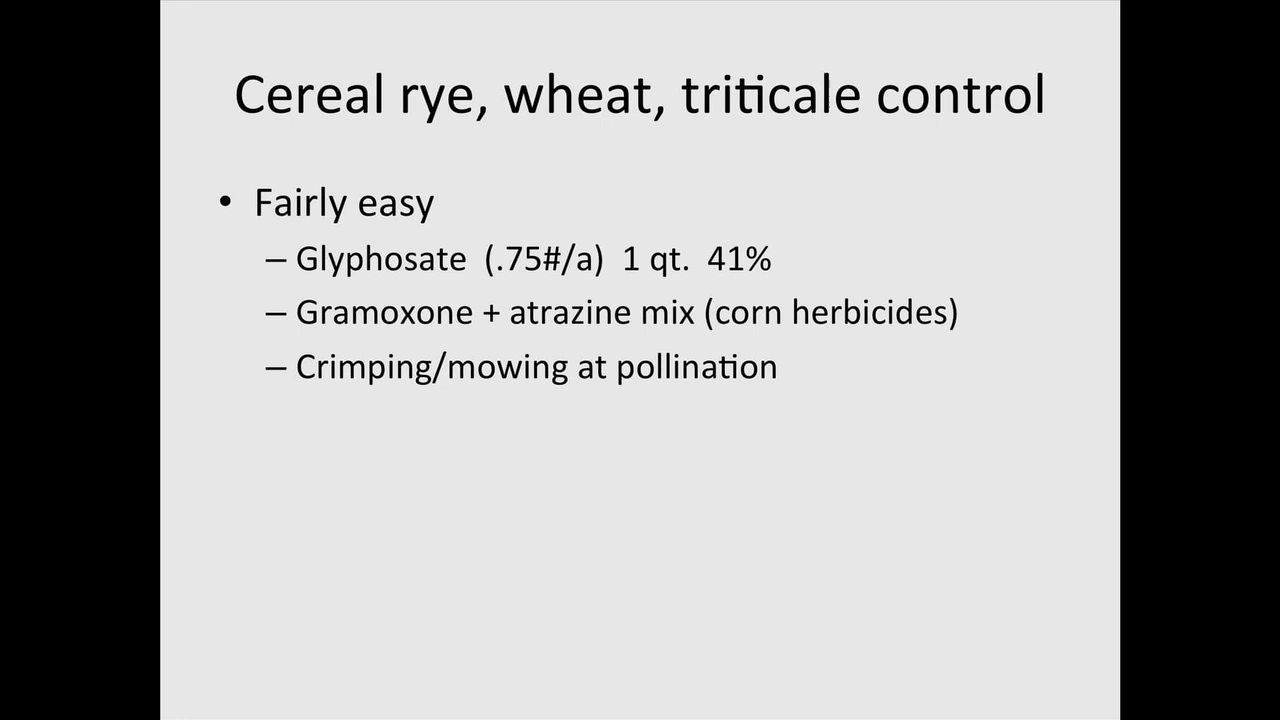 Cereal rye, wheat, triticale control
• Fairly easy
– Glyphosate (.75#/a) 1 qt. 41%
– Gramoxone + atrazine mix (corn herbicides)
– Crimping/mowing at pollination